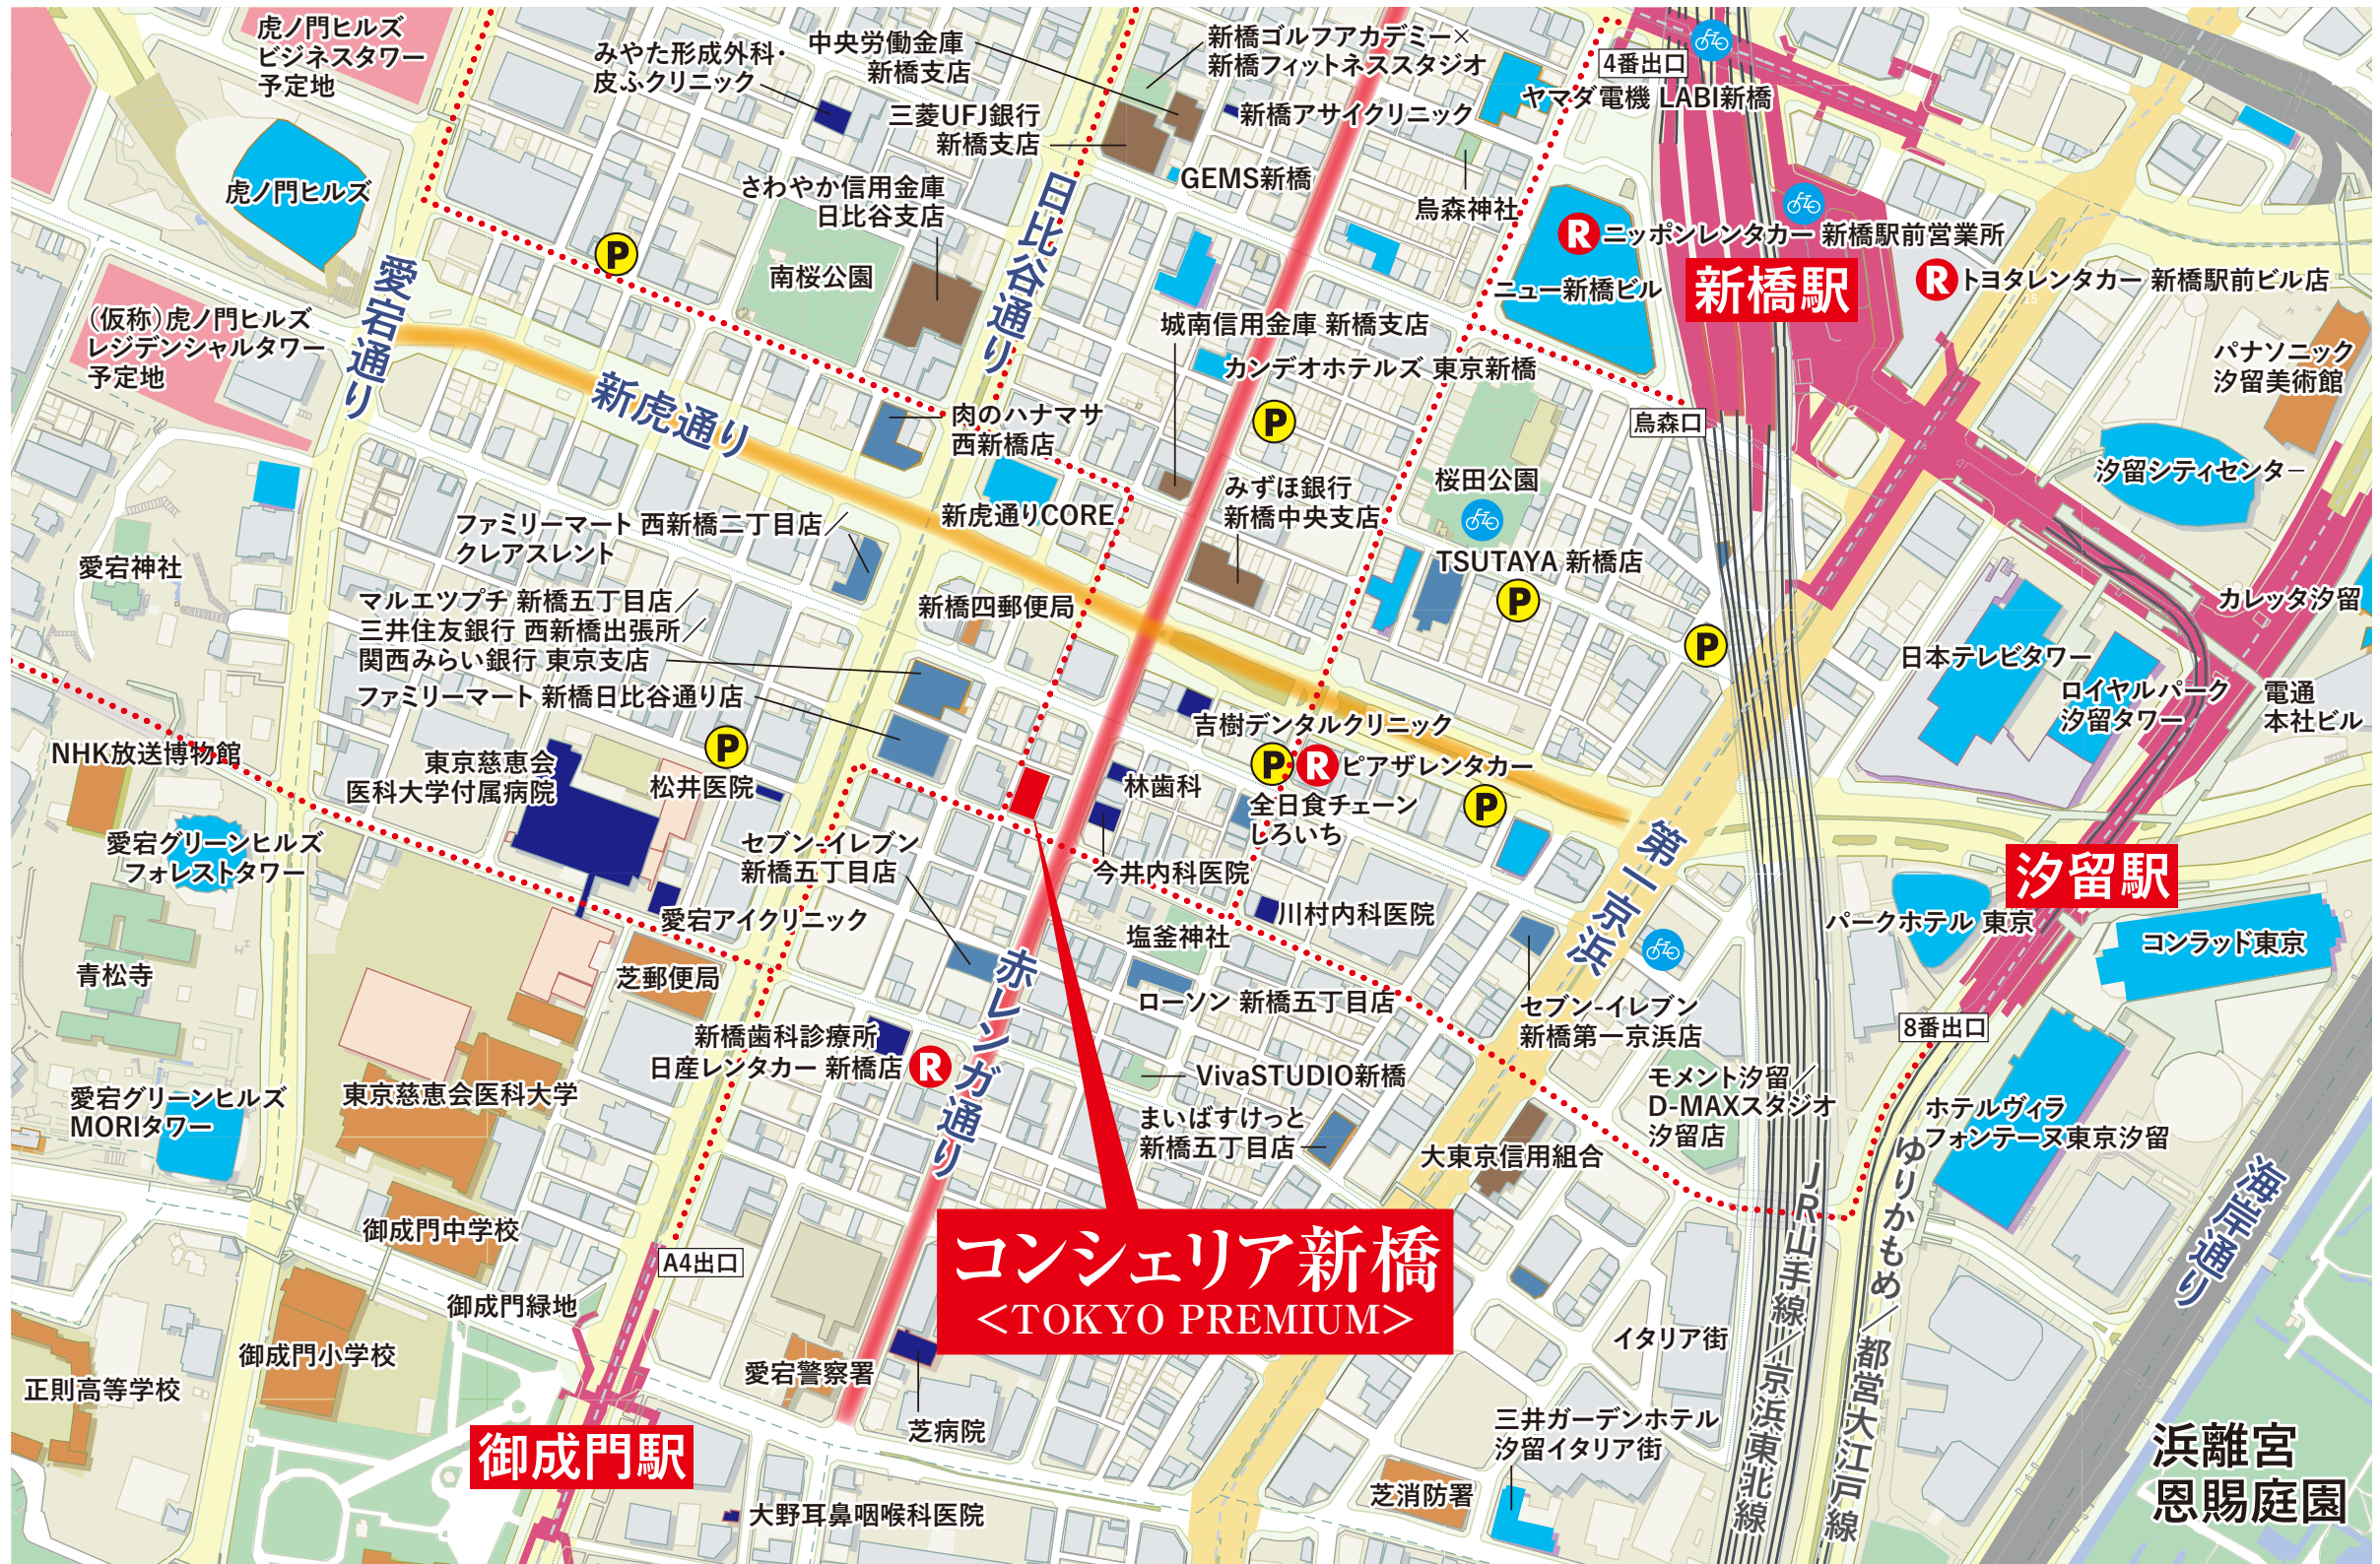 虎ノ門ヒルズ
ビジネスタワー
予定地
みやた形成外科・
皮ふクリニック
中央労働金庫
新橋支店
新橋ゴルフアカデミー×
新橋フィットネススタジオ
4番出口
ヤマダ電機 LABI新橋
三菱UFJ銀行
新橋支店
新橋アサイクリニック
虎ノ門ヒルズ
さわやか信用金庫
日比谷支店
GEMS新橋
烏森神社
日比谷通り
R
ニッポンレンタカー 新橋駅前営業所
P
南桜公園
愛宕通り
ニュー新橋ビル
新橋駅
R
トヨタレンタカー 新橋駅前ビル店
15
(仮称)虎ノ門ヒルズ
レジデンシャルタワー
予定地
城南信用金庫 新橋支店
カンデオホテルズ 東京新橋
パナソニック
汐留美術館
新虎通り
肉のハナマサ
西新橋店
P
烏森口
汐留シティセンター
桜田公園
みずほ銀行
新橋中央支店
新虎通りCORE
ファミリーマート 西新橋二丁目店／
クレアスレント
TSUTAYA 新橋店
P
愛宕神社
マルエツプチ 新橋五丁目店／
三井住友銀行 西新橋出張所／
関西みらい銀行 東京支店
新橋四郵便局
カレッタ汐留
P
日本テレビタワー
ファミリーマート 新橋日比谷通り店
ロイヤルパーク
汐留タワー
電通
本社ビル
吉樹デンタルクリニック
NHK放送博物館
東京慈恵会
医科大学付属病院
P
松井医院
林歯科
P
R
ピアザレンタカー
全日食チェーン
しろいち
P
愛宕グリーンヒルズ
フォレストタワー
セブン-イレブン
新橋五丁目店
今井内科医院
第一京浜
汐留駅
愛宕アイクリニック
川村内科医院
パークホテル 東京
コンラッド東京
塩釜神社
青松寺
芝郵便局
赤レンガ通り
ローソン 新橋五丁目店
セブン-イレブン
新橋第一京浜店
8番出口
新橋歯科診療所
日産レンタカー 新橋店
R
VivaSTUDIO新橋
モメント汐留／
D-MAXスタジオ
汐留店
愛宕グリーンヒルズ
MORIタワー
東京慈恵会医科大学
まいばすけっと
新橋五丁目店
大東京信用組合
ホテルヴィラ
フォンテーヌ東京汐留
海岸通り
御成門中学校
A4出口
コンシェリア新橋
<TOKYO PREMIUM>
JR山手線／京浜東北線
ゆりかもめ／都営大江戸線
御成門緑地
イタリア街
御成門小学校
愛宕警察署
正則高等学校
芝病院
三井ガーデンホテル
汐留イタリア街
御成門駅
浜離宮
恩賜庭園
芝消防署
大野耳鼻咽喉科医院